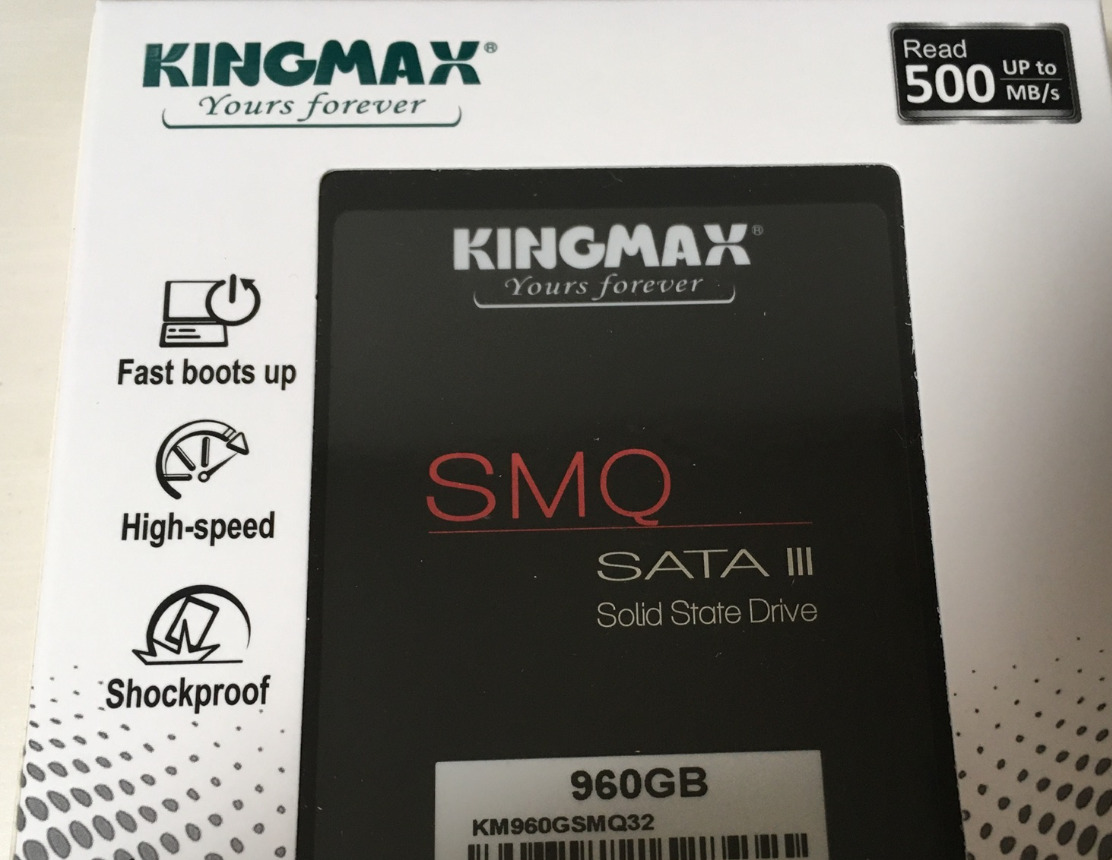 KINGMAX®
Yours forever
Read
500 UP to
MB/s
KINGMAX®
Yours forever
Fast boots up
High-speed
Shockproof
SMQ
SATA III
Solid State Drive
960GB
KM960GSMQ32